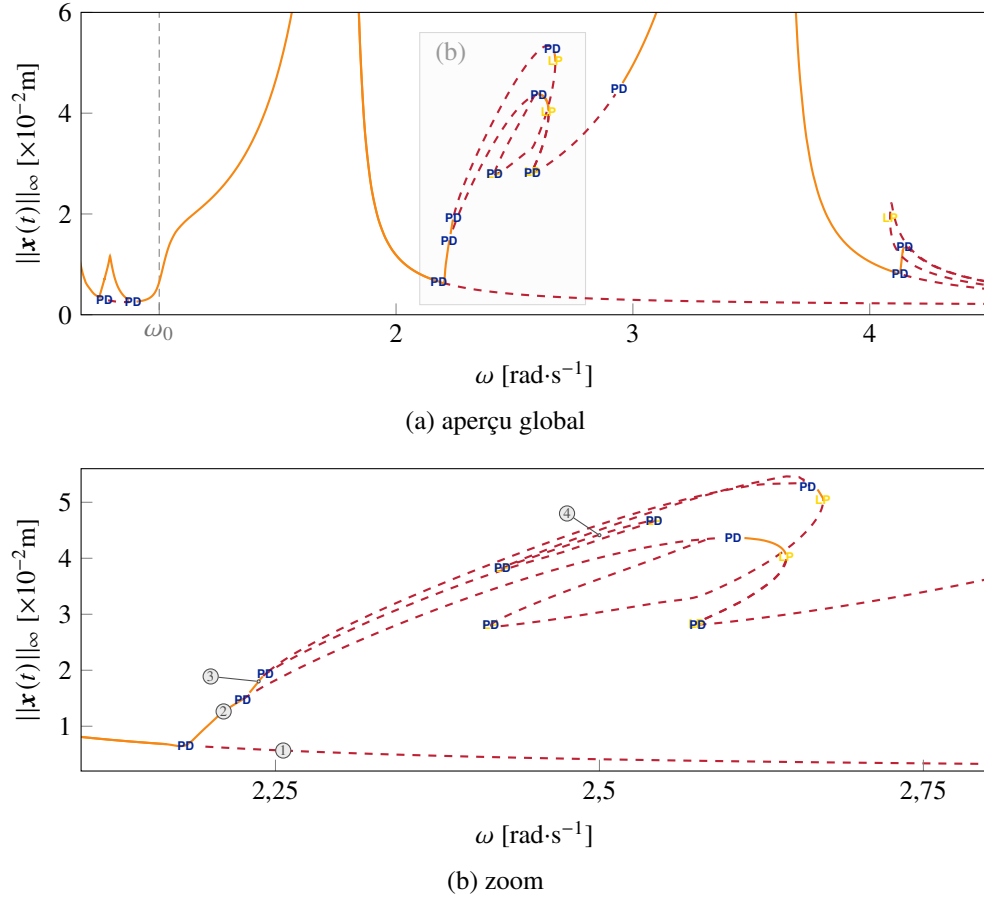 6
4
2
0
||x(t)||∞ [×10−2m]
(b)
PD
LP
PD
LP
PD
PD
PD
PD
PD
PD
PD
PD
LP
PD
PD
ω0
2
3
4
ω [rad·s−1]
(a) aperçu global
5
4
3
2
1
||x(t)||∞ [×10−2m]
PD
LP
4
PD
PD
LP
PD
PD
PD
3
PD
PD
2
PD
1
2,25
2,5
2,75
ω [rad·s−1]
(b) zoom